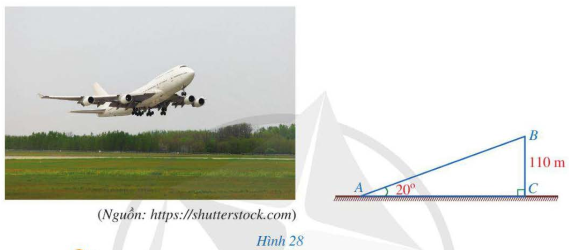 B
110 m
A
20°
C
(Nguồn: https://shutterstock.com)
Hình 28